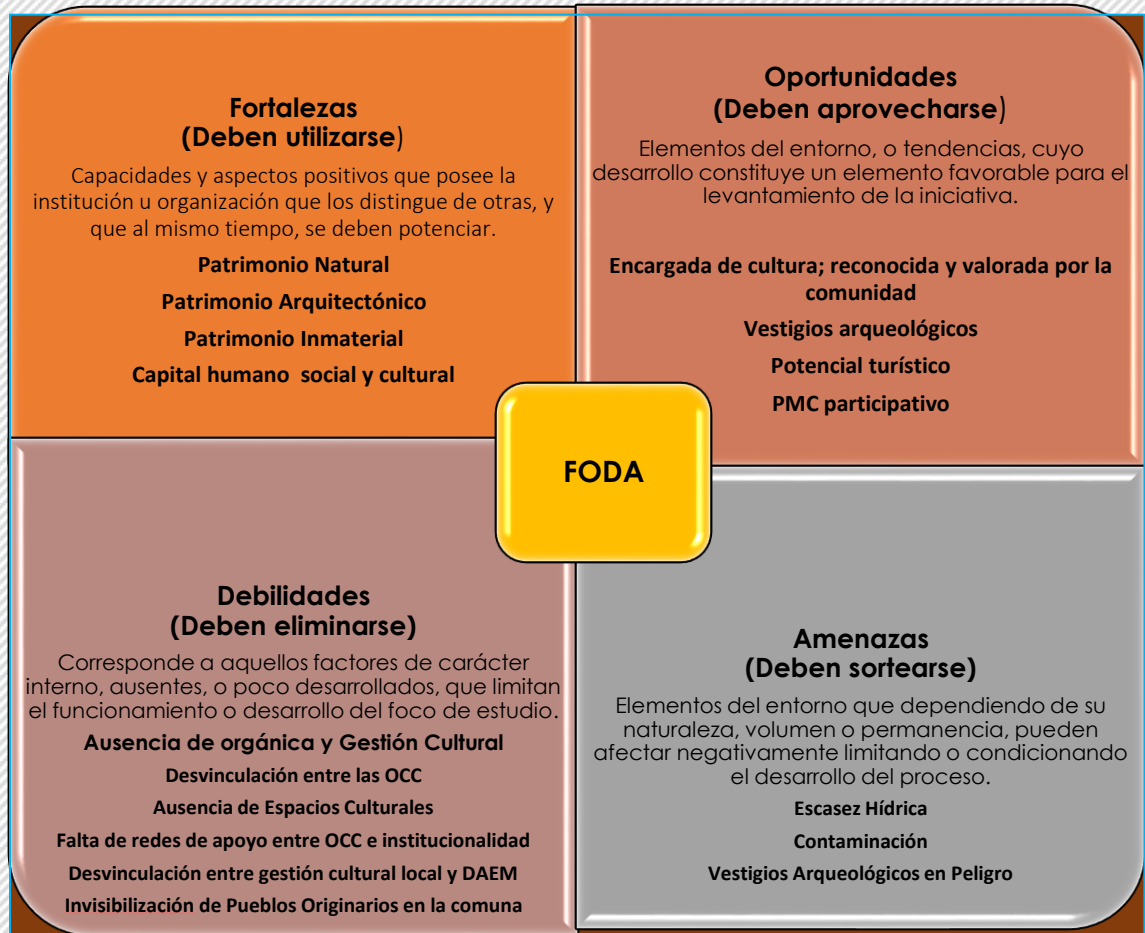 Fortalezas
(Deben utilizarse)
Capacidades y aspectos positivos que posee la
institución u organización que los distingue de otras, y
que al mismo tiempo, se deben potenciar.
Patrimonio Natural
Patrimonio Arquitectónico
Patrimonio Inmaterial
Capital humano social y cultural
Oportunidades
(Deben aprovecharse)
Elementos del entorno, o tendencias, cuyo
desarrollo constituye un elemento favorable para el
levantamiento de la iniciativa.
Encargada de cultura; reconocida y valorada por la
comunidad
Vestigios arqueológicos
Potencial turístico
PMC participativo
FODA
Debilidades
(Deben eliminarse)
Corresponde a aquellos factores de carácter
interno, ausentes, o poco desarrollados, que limitan
el funcionamiento o desarrollo del foco de estudio.
Ausencia de orgánica y Gestión Cultural
Desvinculación entre las OCC
Ausencia de Espacios Culturales
Falta de redes de apoyo entre OCC e institucionalidad
Desvinculación entre gestión cultural local y DAEM
Invisibilización de Pueblos Originarios en la comuna
Amenazas
(Deben sortearse)
Elementos del entorno que dependiendo de su
naturaleza, volumen o permanencia, pueden
afectar negativamente limitando o condicionando
el desarrollo del proceso.
Escasez Hídrica
Contaminación
Vestigios Arqueológicos en Peligro